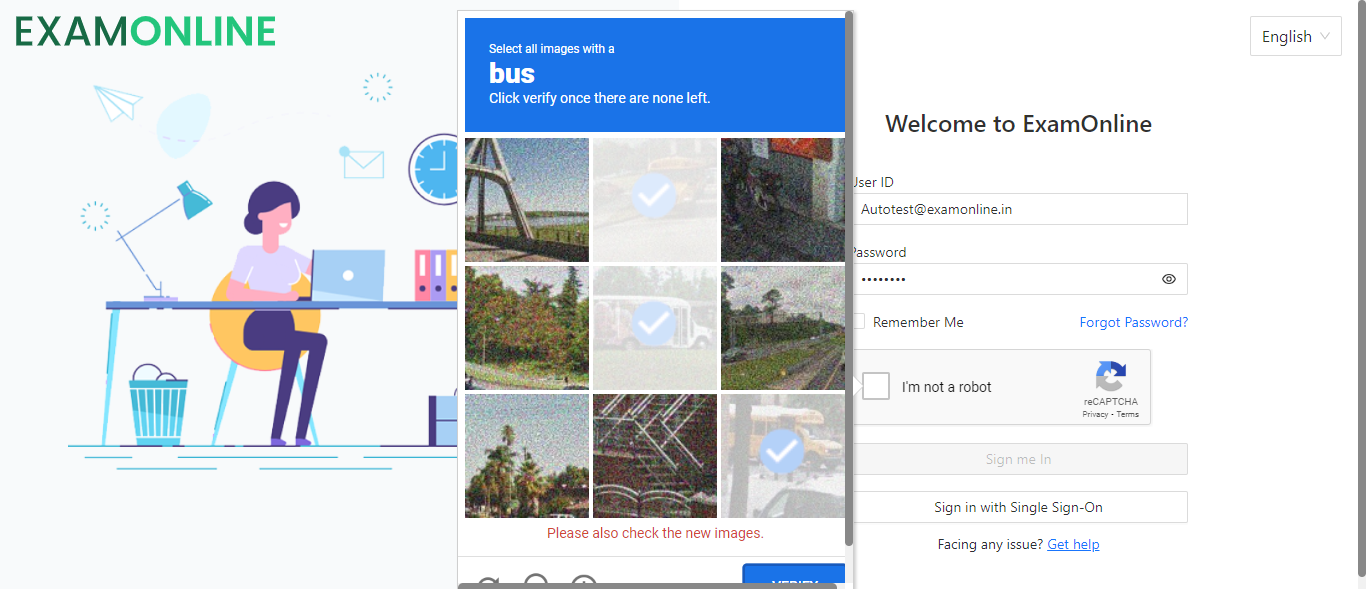 EXAMONLINE
English
Select all images with a
bus
Click verify once there are none left.
Please also check the new images.
VERIFY
Welcome to ExamOnline
User ID
Autotest@examonline.in
Password
Remember Me
Forgot Password?
I'm not a robot
reCAPTCHA
Privacy - Terms
Sign me In
Sign in with Single Sign-On
Facing any issue? Get help